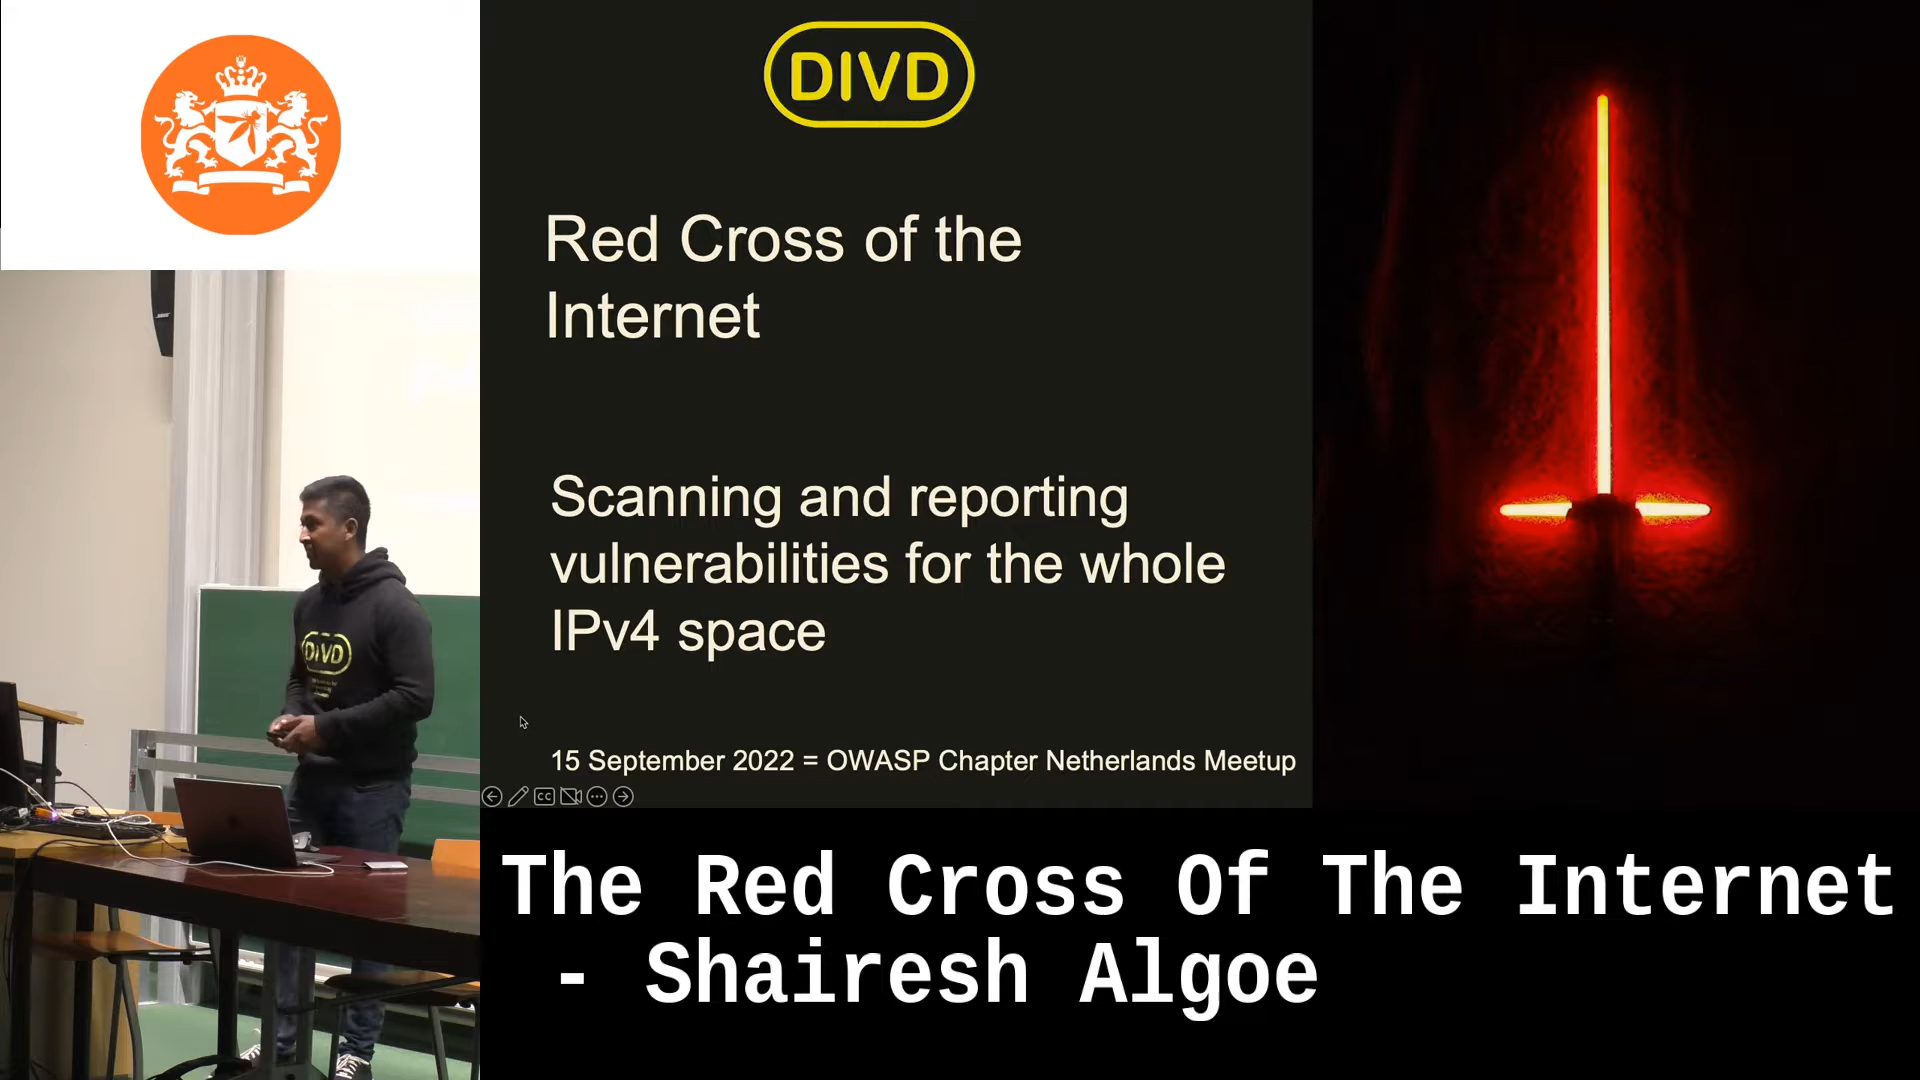 DIVD
Red Cross of the
Internet
Scanning and reporting
vulnerabilities for the whole
IPv4 space
15 September 2022 = OWASP Chapter Netherlands Meetup
CC
DIVD
The Red Cross Of The Internet
- Shairesh Algoe